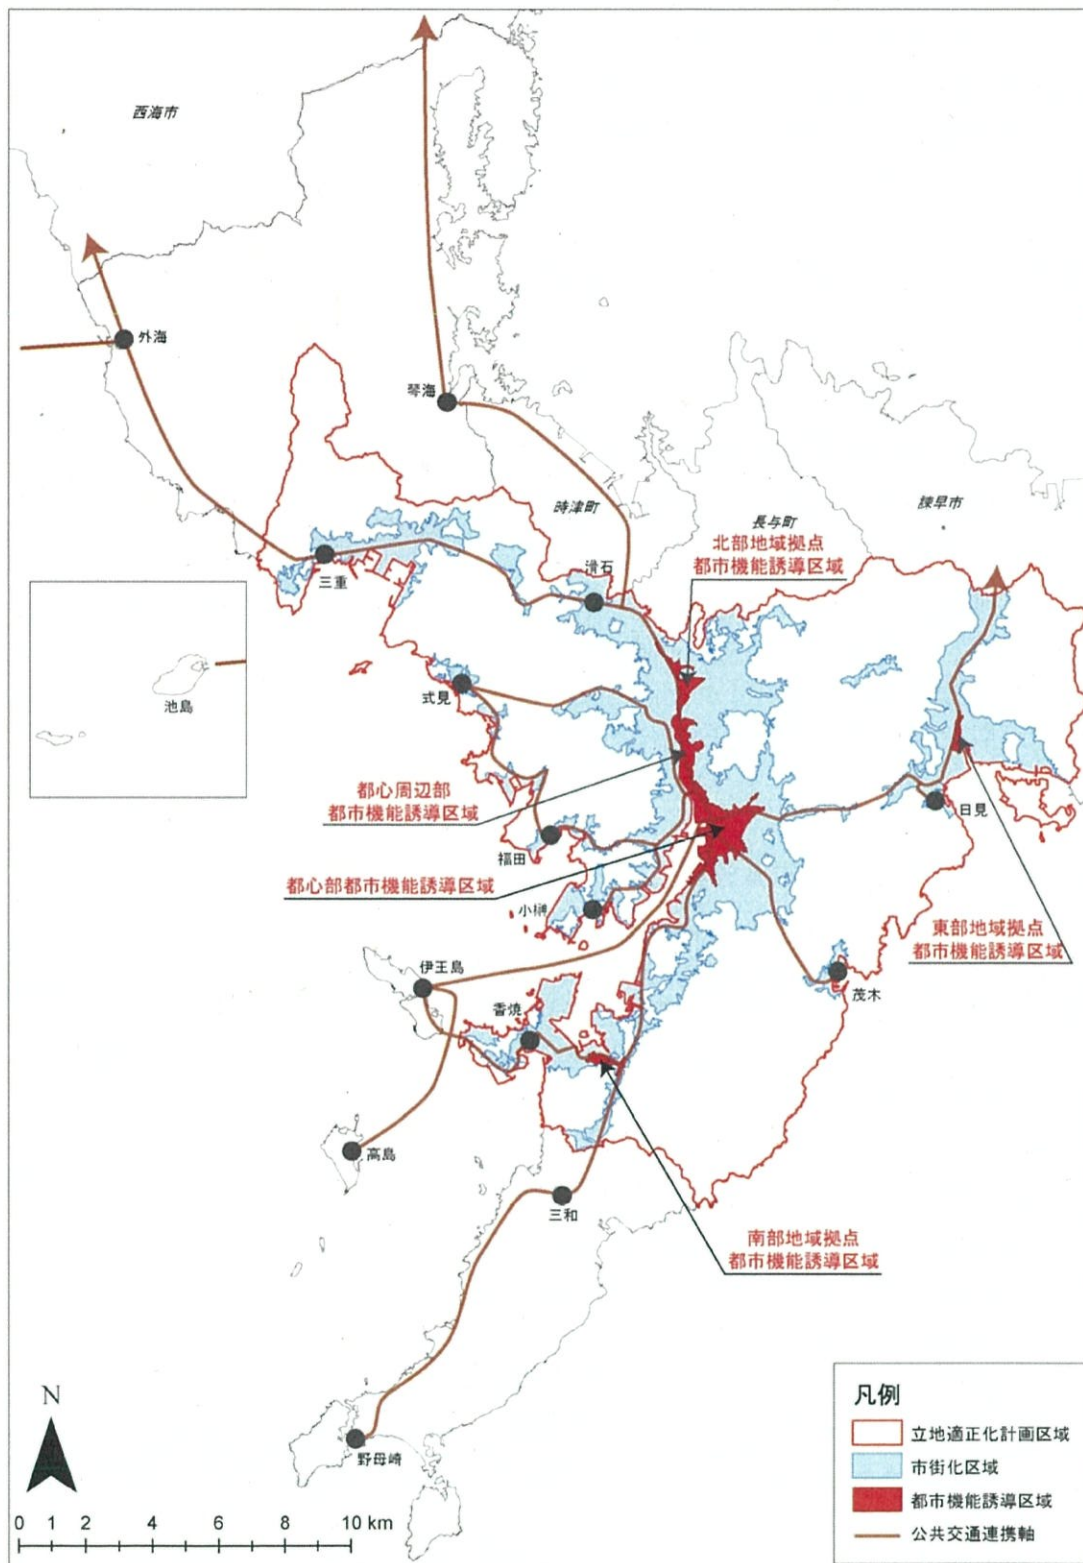 西海市
外海
琴海
時津町
長与町
諫早市
北部地域拠点
都市機能誘導区域
滑石
三重
池島
式見
都心周辺部
都市機能誘導区域
日見
福田
都心部都市機能誘導区域
小榊
東部地域拠点
都市機能誘導区域
伊王島
茂木
香焼
高島
三和
南部地域拠点
都市機能誘導区域
野母崎
N
0 1 2 4 6 8 10 km
凡例
立地適正化計画区域
市街化区域
都市機能誘導区域
公共交通連携軸